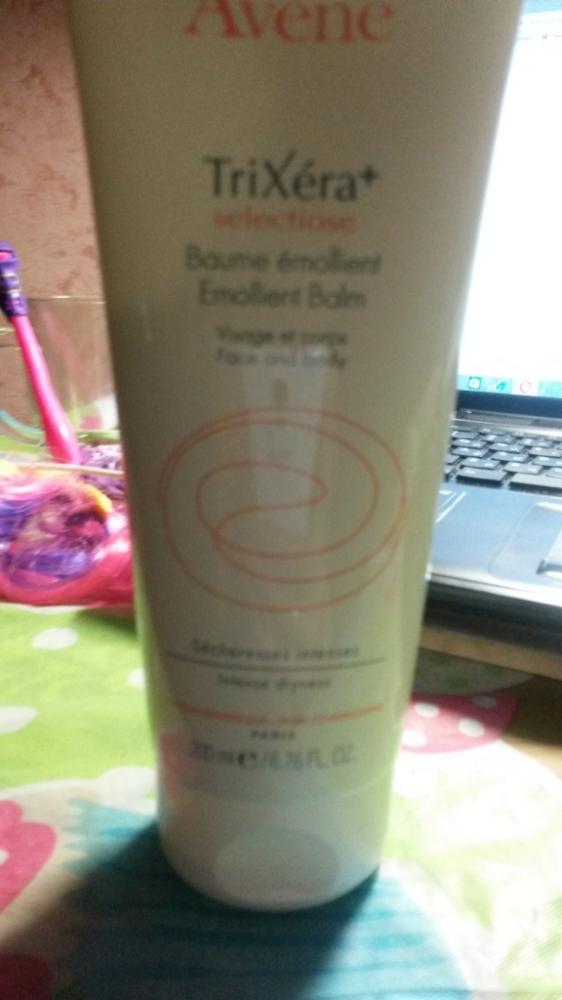 Avène
TriXéra+
selectiose
Baume émollient
Emollient Balm
Visage et corps
Face and body
Sécheresses intenses
Intense dryness
PARIS
200 ml e / 6.76 FL. OZ.